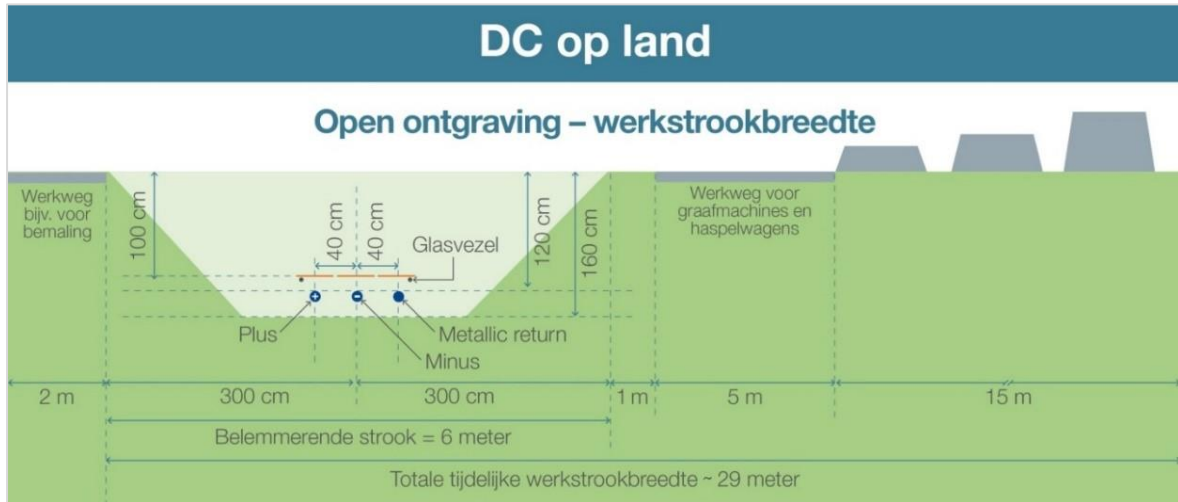 DC op land
Open ontgraving – werkstrookbreedte
Werkweg
bijv. voor
bemaling
100 cm
40 cm
40 cm
Glasvezel
120 cm
160 cm
Werkweg voor
graafmachines en
haspelwagens
Plus
Metallic return
Minus
2 m
300 cm
300 cm
1 m
5 m
15 m
Belemmerende strook = 6 meter
Totale tijdelijke werkstrookbreedte ~ 29 meter